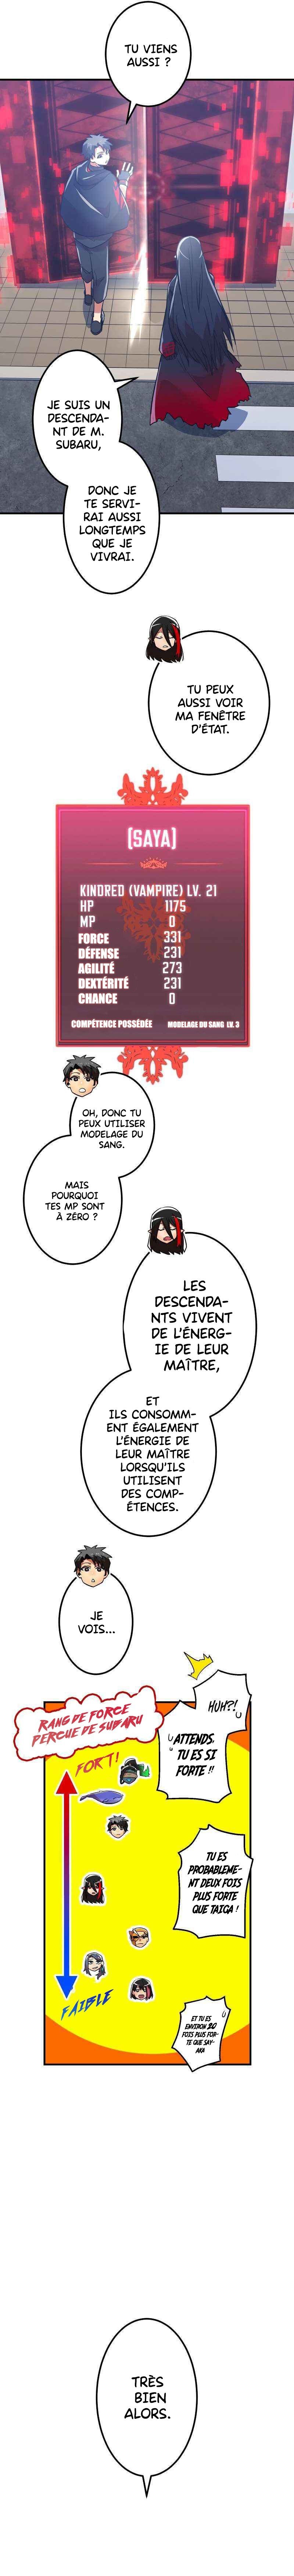 TU VIENS
AUSSI ?
JE SUIS UN
DESCENDA-
NT DE M.
SUBARU,
DONC JE
TE SERVI-
RAI AUSSI
LONGTEMPS
QUE JE
VIVRAI.
TU PEUX
AUSSI VOIR
MA FENÊTRE
D'ÉTAT.
[SAYA]
KINDRED (VAMPIRE) LV. 21
HP 1175
MP 0
FORCE 331
DÉFENSE 231
AGILITÉ 273
DEXTÉRITÉ 231
CHANCE 0
COMPÉTENCE POSSÉDÉE MODELAGE DU SANG LV. 3
OH, DONC TU
PEUX UTILISER
MODELAGE DU
SANG.
MAIS
POURQUOI
TES MP SONT
À ZÉRO ?
LES
DESCENDA-
NTS VIVENT
DE L'ÉNERG-
IE DE LEUR
MAÎTRE,
ET
ILS CONSOMM-
ENT ÉGALEMENT
L'ÉNERGIE DE
LEUR MAÎTRE
LORSQU'ILS
UTILISENT
DES COMP-
ÉTENCES.
JE
VOIS...
HUH?!
RANG DE FORCE
PERCUE DE SUBARU
ATTENDS,
TU ES SI
FORTE !!
FORT!
TU ES
PROBABLEME-
NT DEUX FOIS
PLUS FORTE
QUE TAIGA !
FAIBLE
ET TU ES
ENVIRON 20
FOIS PLUS FOR-
TE QUE SAY-
AKA
TRÈS
BIEN
ALORS.